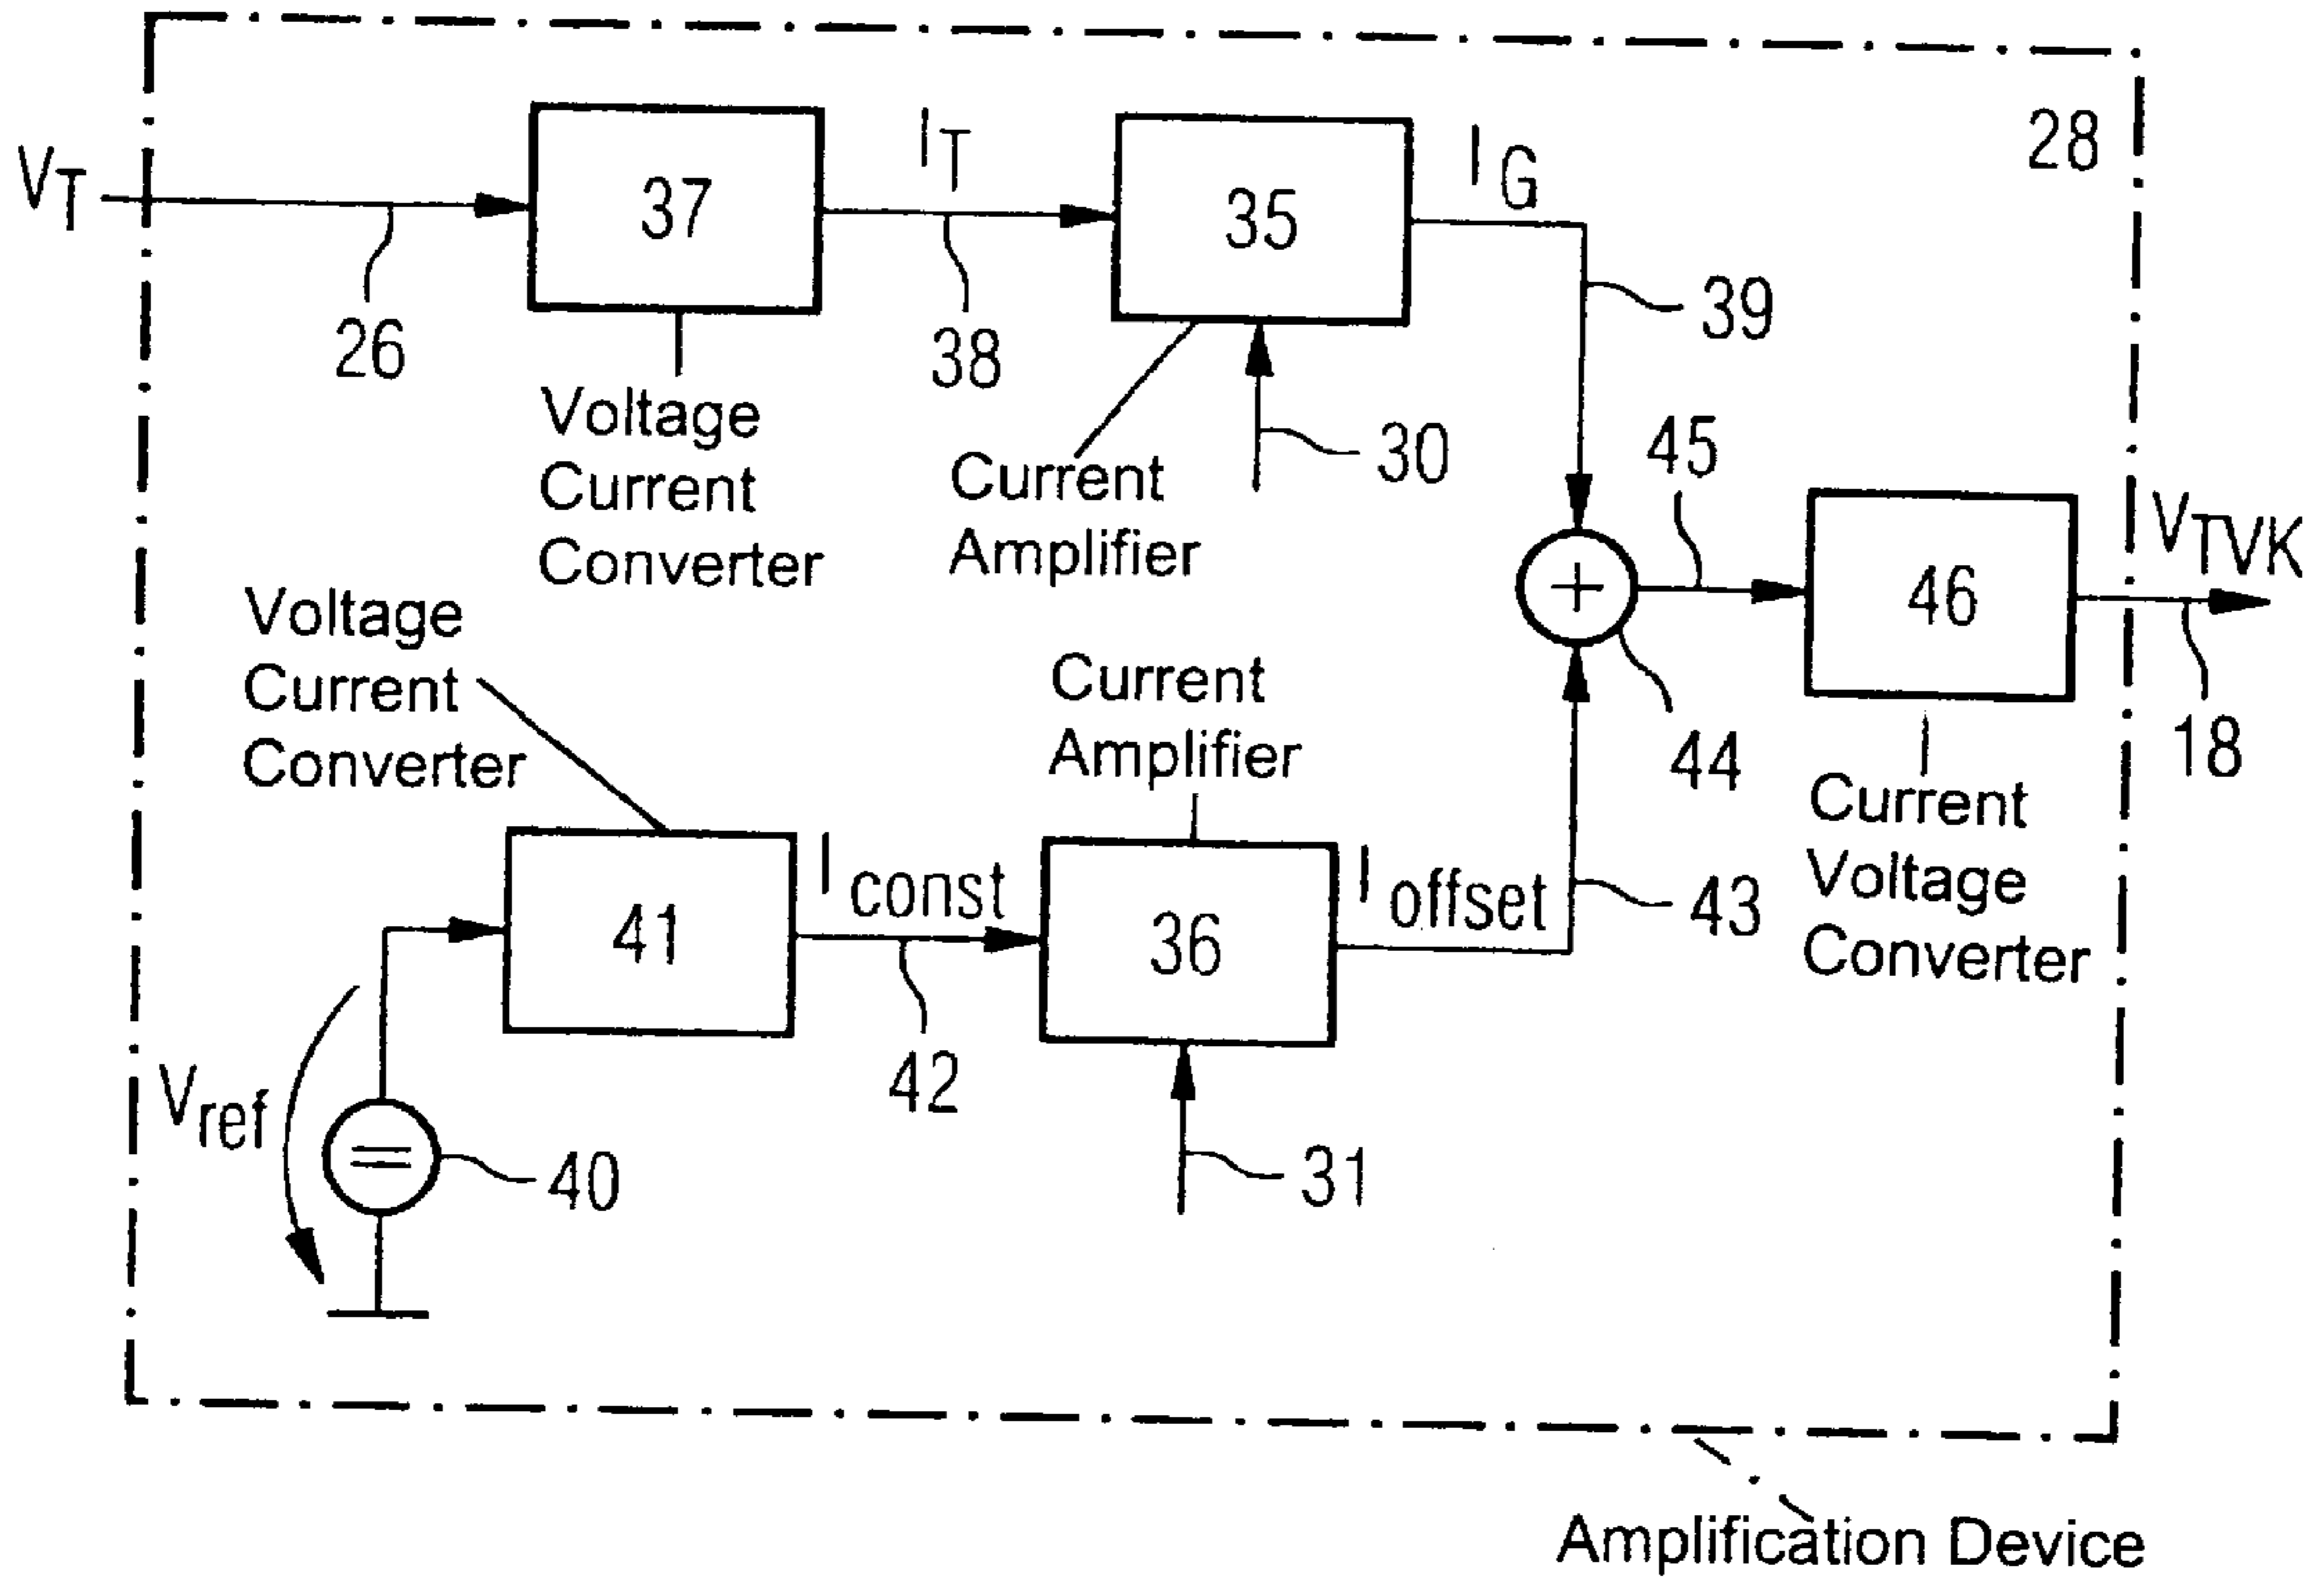 28
V_T
37
I_T
35
I_G
26
38
39
Voltage
Current
Converter
Current
Amplifier
30
45
V_TVK
46
+
18
44
Voltage
Current
Converter
Current
Amplifier
Current
Voltage
Converter
41
I_const
36
I_offset
43
42
V_ref
=
40
31
Amplification Device